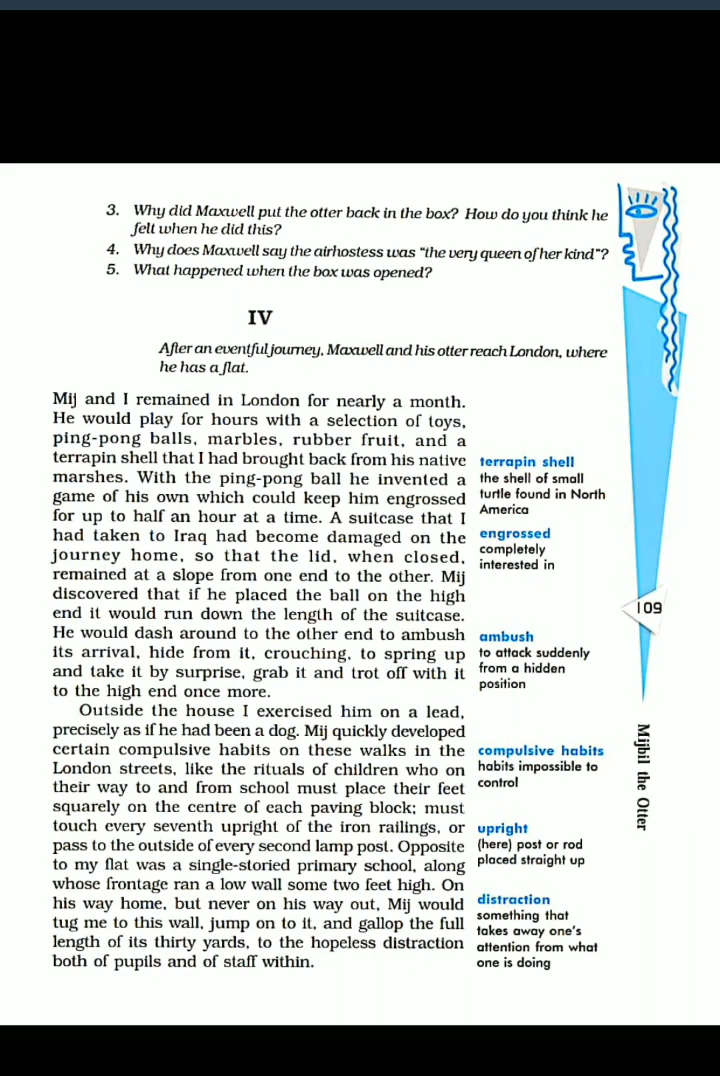 3. Why did Maxwell put the otter back in the box? How do you think he
felt when he did this?
4. Why does Maxwell say the airhostess was "the very queen of her kind"?
5. What happened when the box was opened?
IV
After an eventful journey, Maxwell and his otter reach London, where
he has a flat.
Mij and I remained in London for nearly a month.
He would play for hours with a selection of toys,
ping-pong balls, marbles, rubber fruit, and a
terrapin shell that I had brought back from his native
marshes. With the ping-pong ball he invented a
game of his own which could keep him engrossed
for up to half an hour at a time. A suitcase that I
had taken to Iraq had become damaged on the
journey home, so that the lid, when closed,
remained at a slope from one end to the other. Mij
discovered that if he placed the ball on the high
end it would run down the length of the suitcase.
He would dash around to the other end to ambush
its arrival, hide from it, crouching, to spring up
and take it by surprise, grab it and trot off with it
to the high end once more.
Outside the house I exercised him on a lead,
precisely as if he had been a dog. Mij quickly developed
certain compulsive habits on these walks in the
London streets, like the rituals of children who on
their way to and from school must place their feet
squarely on the centre of each paving block; must
touch every seventh upright of the iron railings, or
pass to the outside of every second lamp post. Opposite
to my flat was a single-storied primary school, along
whose frontage ran a low wall some two feet high. On
his way home, but never on his way out, Mij would
tug me to this wall, jump on to it, and gallop the full
length of its thirty yards, to the hopeless distraction
both of pupils and of staff within.
terrapin shell
the shell of small
turtle found in North
America
engrossed
completely
interested in
ambush
to attack suddenly
from a hidden
position
compulsive habits
habits impossible to
control
upright
(here) post or rod
placed straight up
distraction
something that
takes away one's
attention from what
one is doing
109
Mijbil the Otter